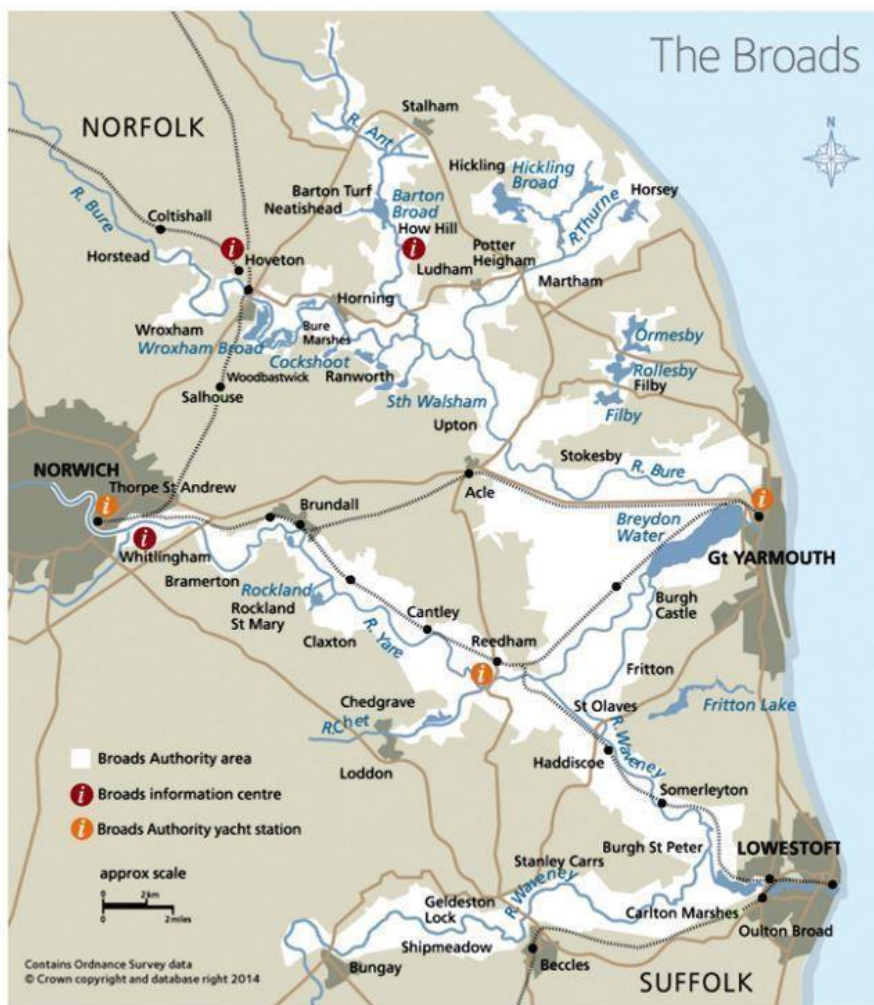 The Broads
N
NORFOLK
Stalham
R. Ant
Hickling
Hickling
Broad
Horsey
R. Bure
Barton Turf
Neatishead
Barton
Broad
R.Thurne
Coltishall
How Hill
i
Potter
Heigham
Ludham
i
Hoveton
Horstead
Martham
Horning
Wroxham
Bure
Marshes
Ormesby
Wroxham Broad
Cockshoot
Ranworth
Rollesby
Filby
Woodbastwick
Salhouse
Sth Walsham
Filby
Upton
Stokesby
R. Bure
NORWICH
Thorpe St Andrew
i
Acle
i
Brundall
Breydon
Water
i
Whitlingham
Gt YARMOUTH
Bramerton
Rockland
Rockland
St Mary
Burgh
Castle
Cantley
Claxton
R. Yare
Reedham
i
Fritton
Chedgrave
St Olaves
Fritton Lake
R.Chet
R. Waveney
Loddon
Haddiscoe
Somerleyton
Broads Authority area
i Broads information centre
i Broads Authority yacht station
Burgh St Peter
LOWESTOFT
Stanley Carrs
approx scale
0 2 km
0 2 miles
Geldeston
Lock
R. Waveney
Carlton Marshes
Oulton Broad
Shipmeadow
Bungay
Beccles
SUFFOLK
Contains Ordnance Survey data
© Crown copyright and database right 2014